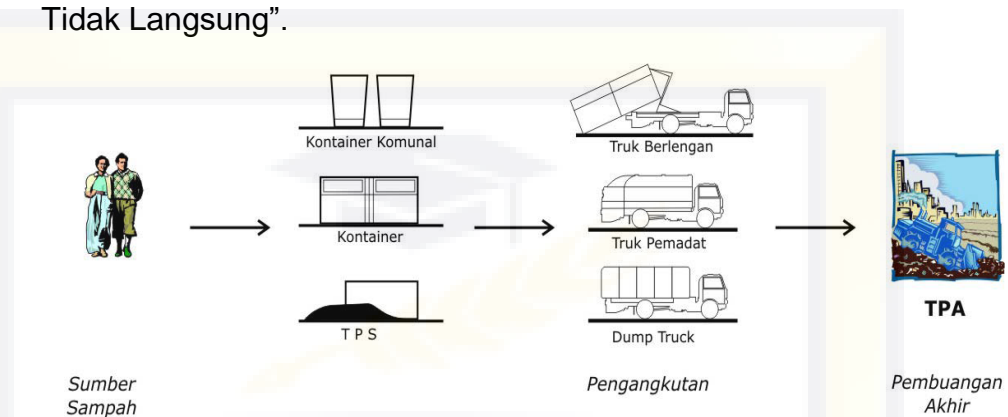 Tidak Langsung”.
Kontainer Komunal
Truk Berlengan
Kontainer
Truk Pemadat
T P S
Dump Truck
TPA
Sumber
Sampah
Pengangkutan
Pembuangan
Akhir